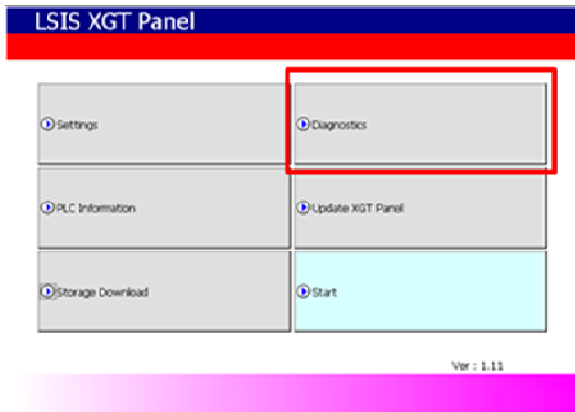 LSIS XGT Panel
Settings
Diagnostics
PLC Information
Update XGT Panel
Storage Download
Start
Ver : 1.11